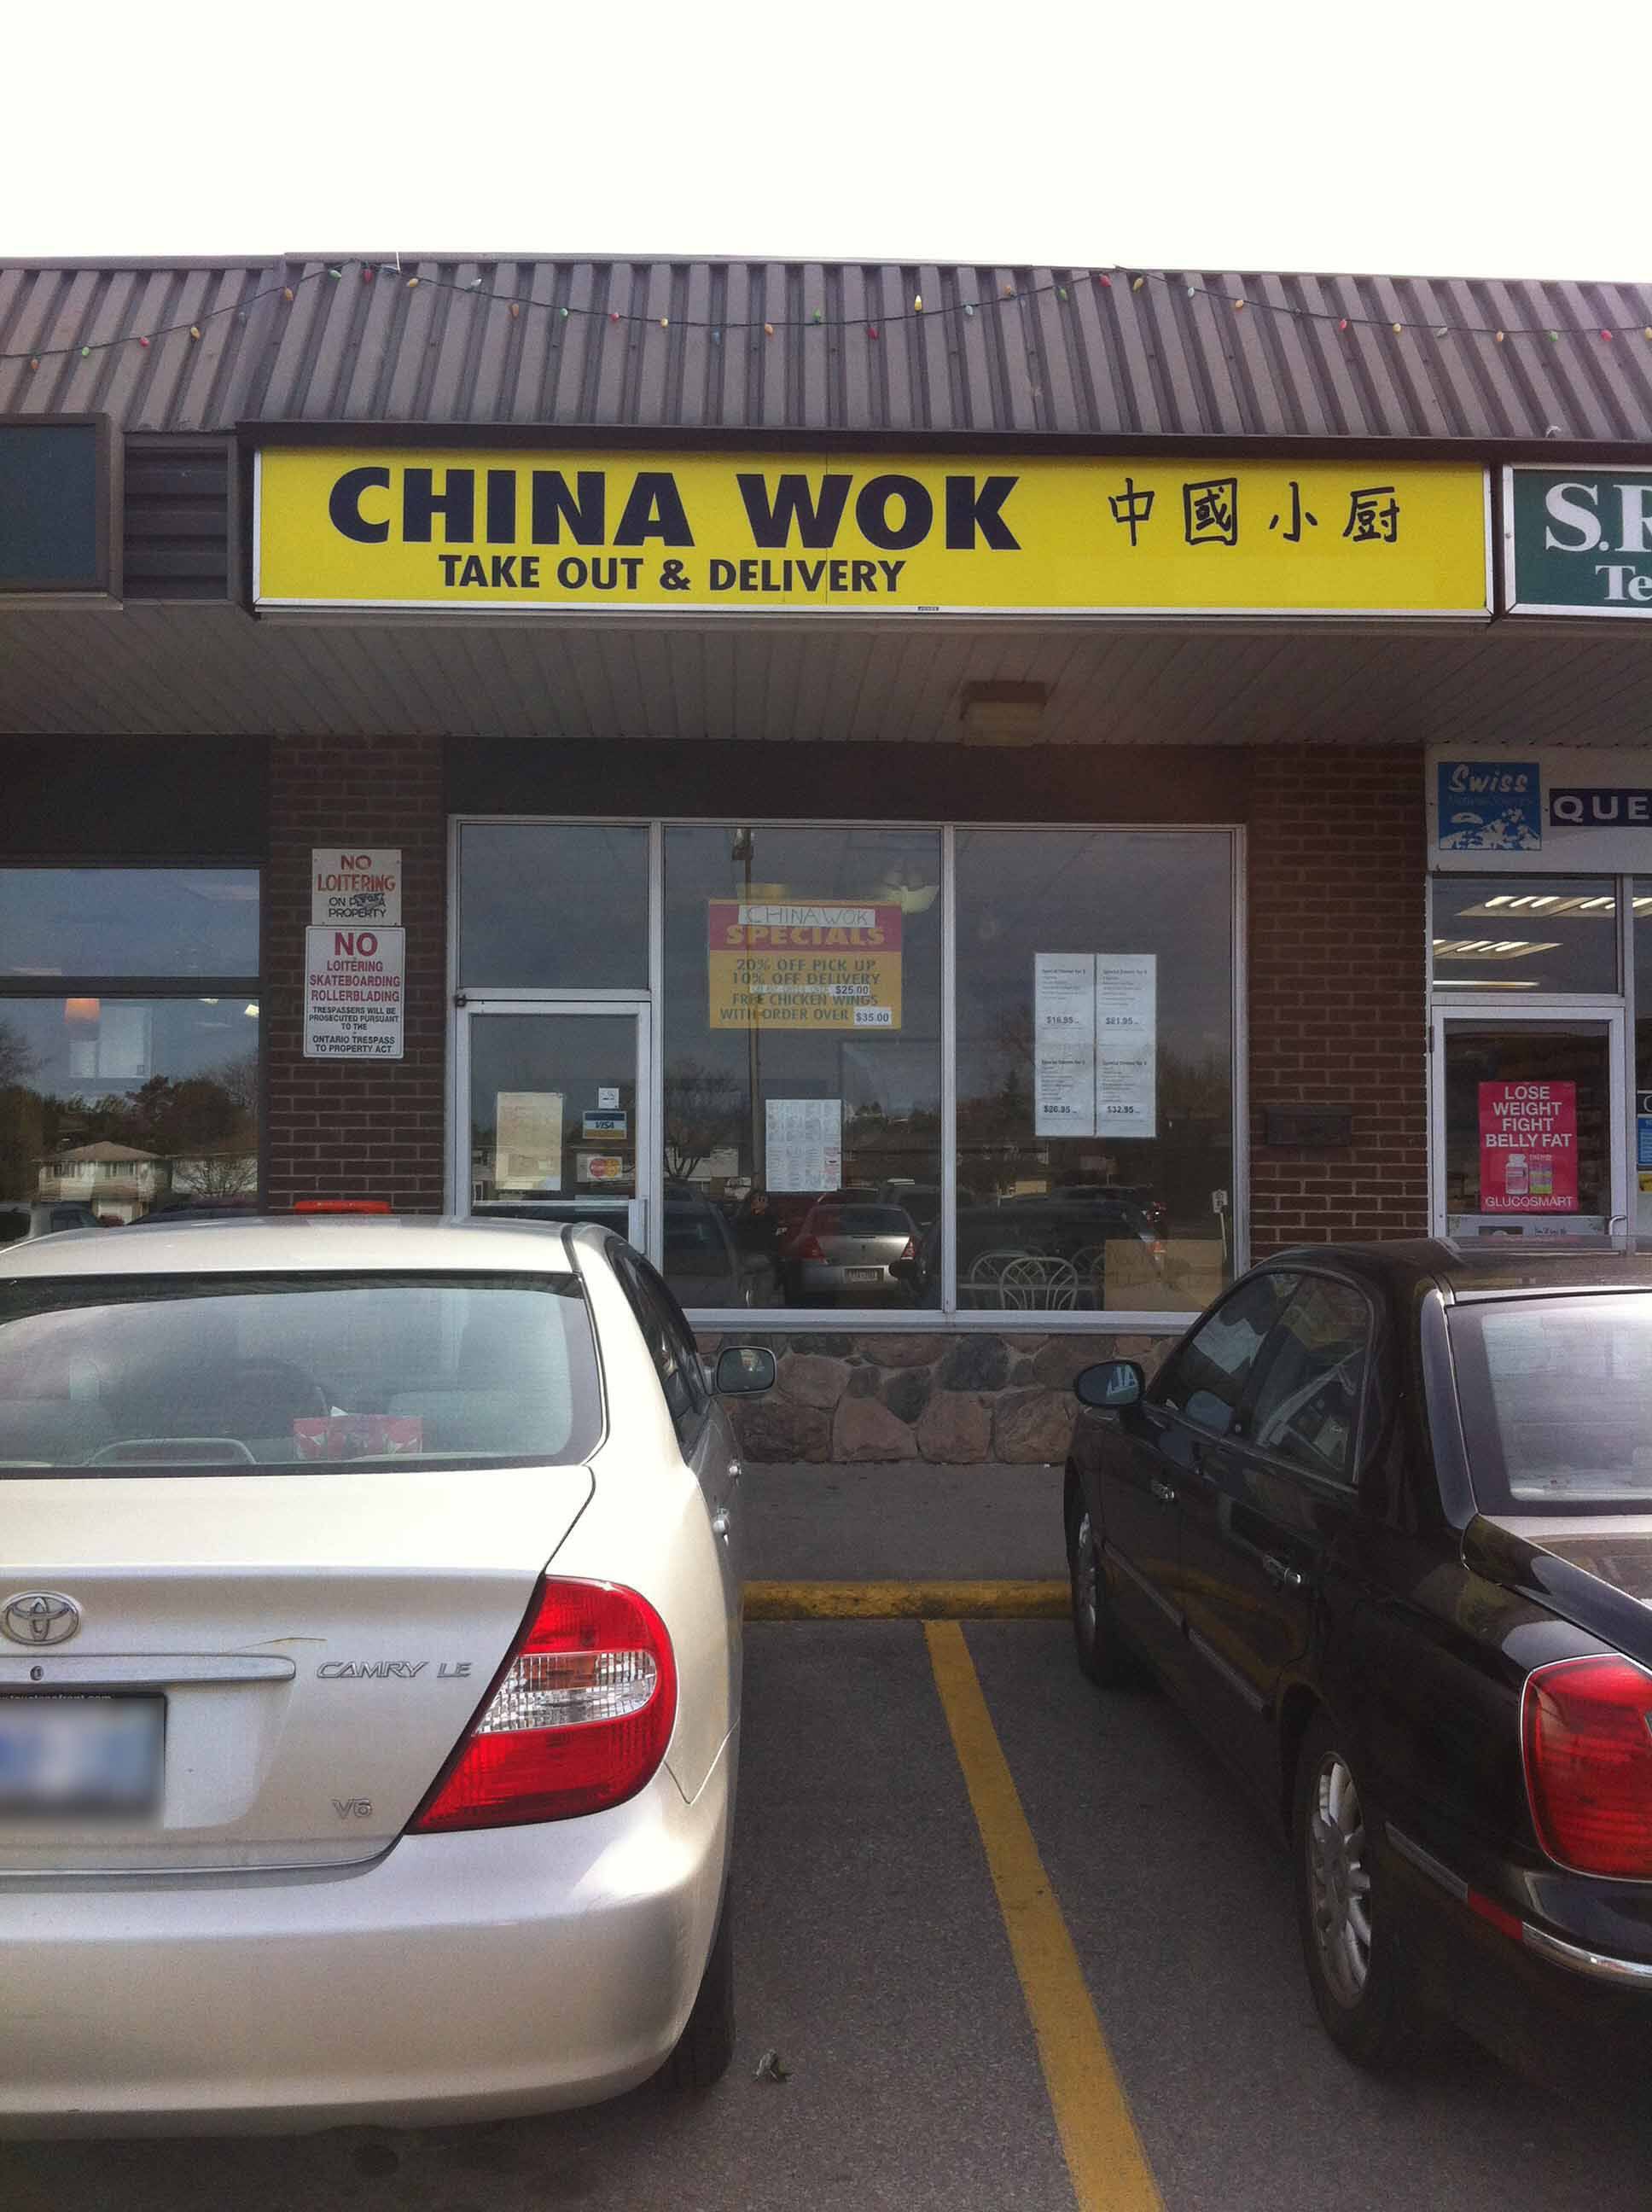 CHINA WOK 中國小厨
TAKE OUT & DELIVERY
S.
Te
Swiss
QUE
NO
LOITERING
ON PLAZA
PROPERTY
NO
LOITERING
SKATEBOARDING
ROLLERBLADING
TRESPASSERS WILL BE
PROSECUTED PURSUANT
TO THE
ONTARIO TRESPASS
TO PROPERTY ACT
CHINA WOK
SPECIALS
20% OFF PICK UP
10% OFF DELIVERY
$25.00
FREE CHICKEN WINGS
WITH ORDER OVER $35.00
$16.95
$21.95
$32.95
VISA
MasterCard
LOSE
WEIGHT
FIGHT
BELLY FAT
GLUCOSMART
CAMRY LE
V6